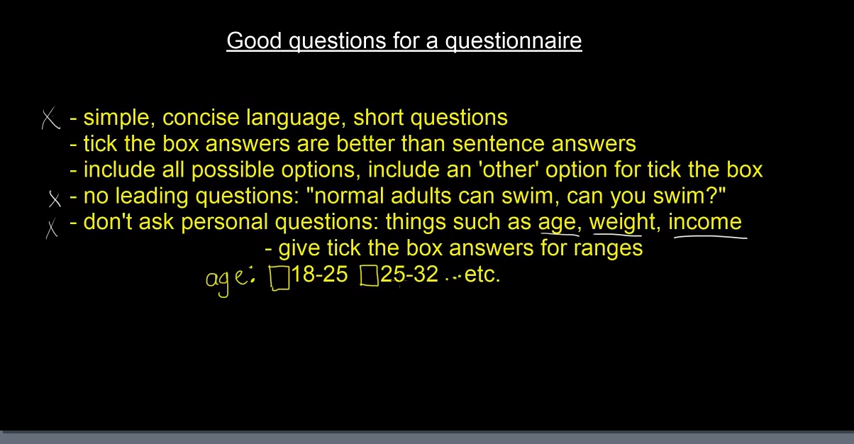 Good questions for a questionnaire
x - simple, concise language, short questions
- tick the box answers are better than sentence answers
- include all possible options, include an 'other' option for tick the box
x - no leading questions: "normal adults can swim, can you swim?"
x - don't ask personal questions: things such as age, weight, income
- give tick the box answers for ranges
age: □18-25 □25-32 ...etc.